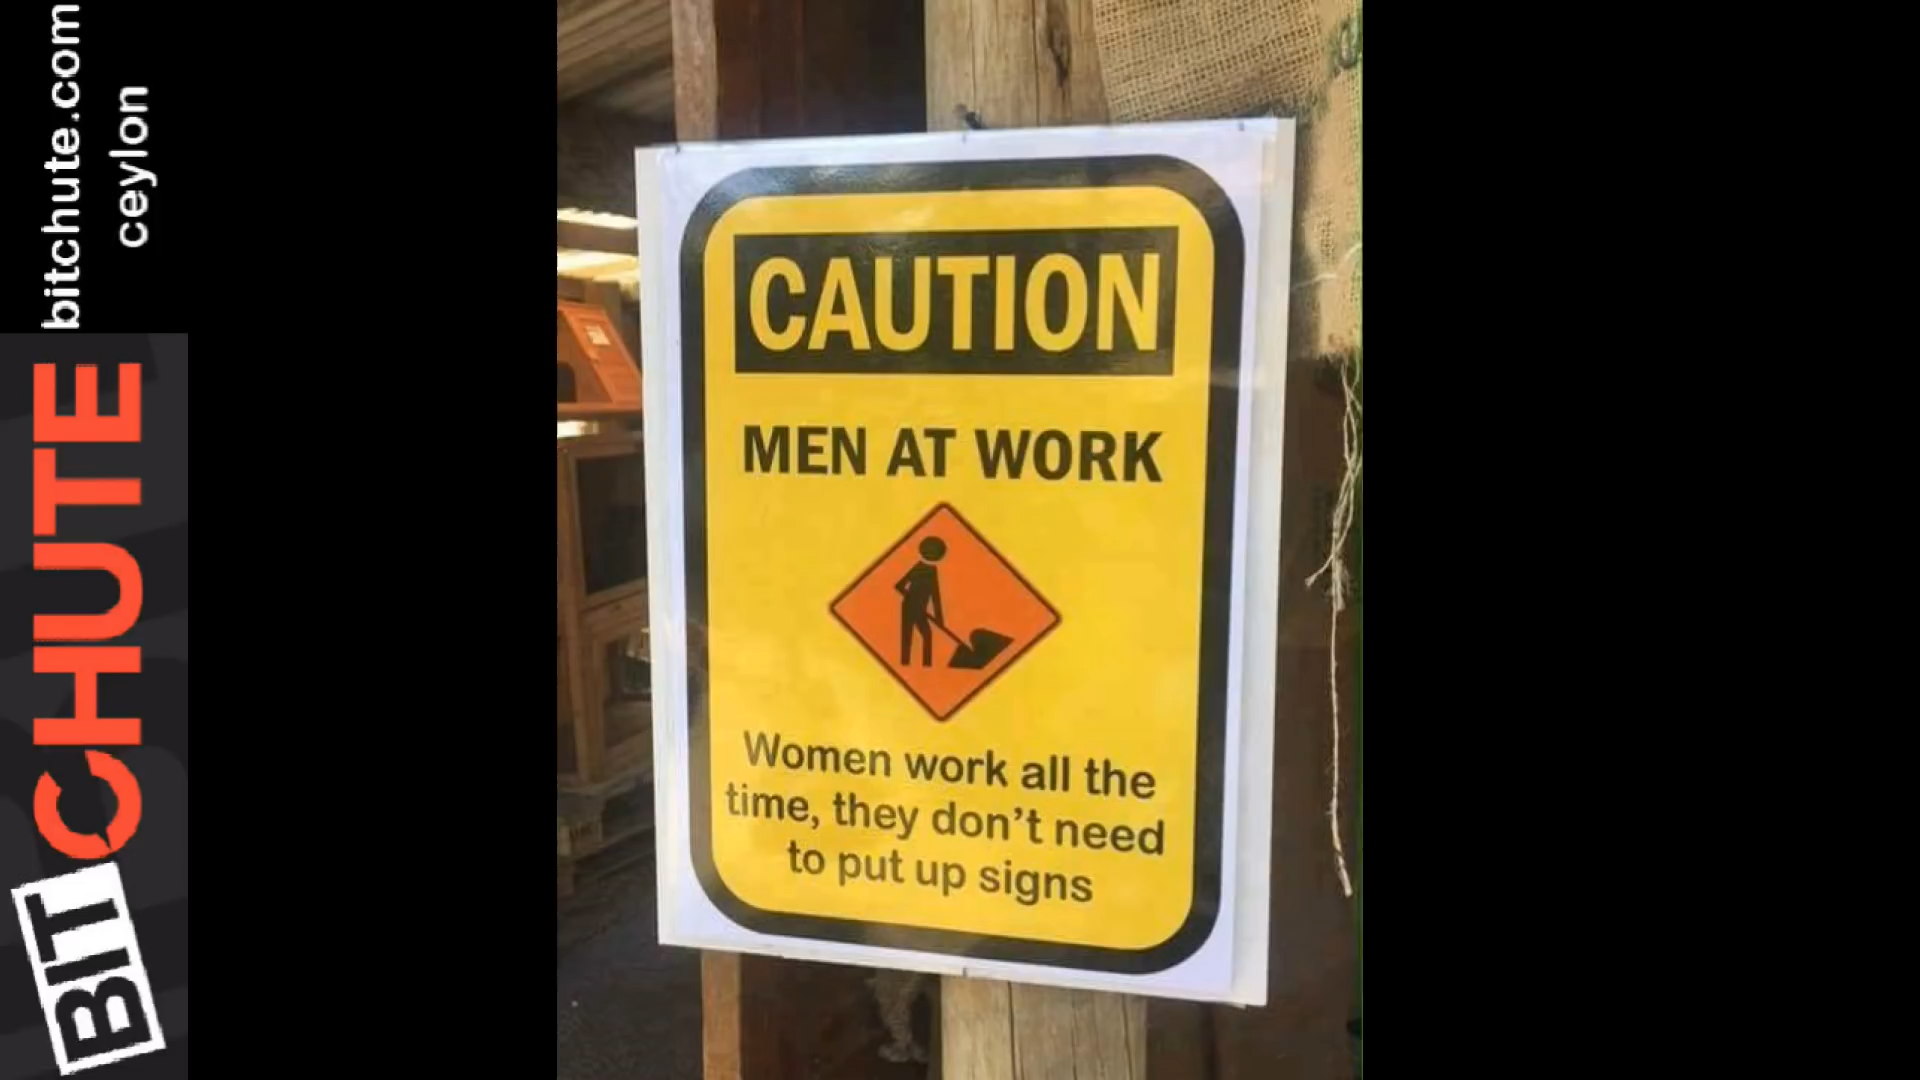 bitchute.com
ceylon
BITCHUTE
CAUTION
MEN AT WORK
Women work all the
time, they don't need
to put up signs